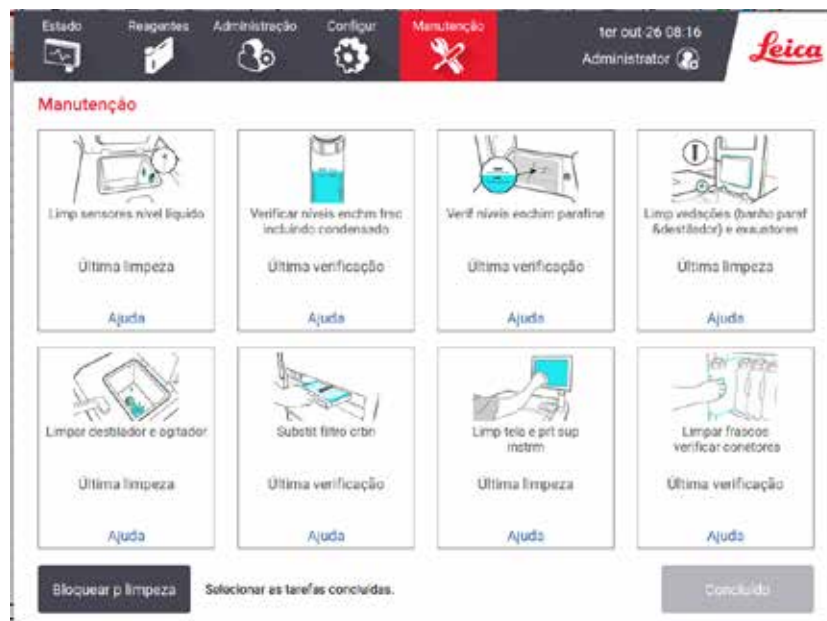 Estado Reagentes Administração Configur Manutenção ter out-26 08:16
Administrator
Leica
Manutenção
Limp sensores nível líquido
Última limpeza
Ajuda
Verificar níveis enchm frsc
incluindo condensado
Última verificação
Ajuda
Verif níveis enchim parafina
Última verificação
Ajuda
Limp vedações (banho paraf
&destilador) e exaustores
Última limpeza
Ajuda
Limpar destilador e agitador
Última limpeza
Ajuda
Substit filtro crbn
Última verificação
Ajuda
Limp tela e prt sup
instrm
Última limpeza
Ajuda
Limpar frascos
verificar conetores
Última verificação
Ajuda
Bloquear p limpeza
Selecionar as tarefas concluídas.
Concluído